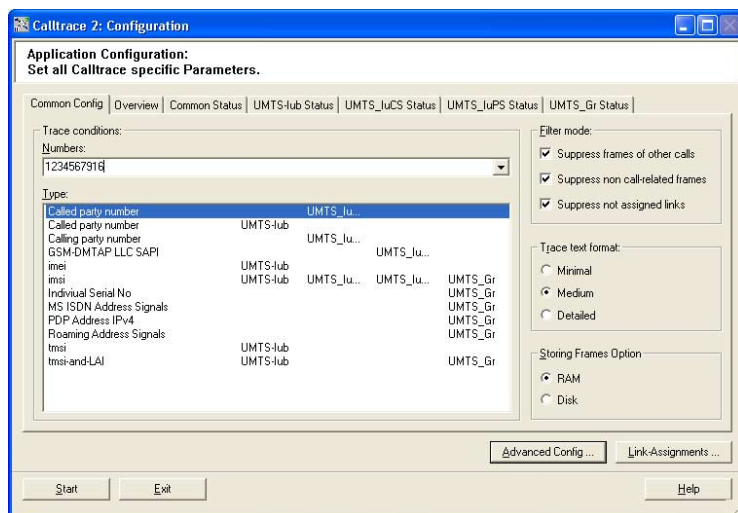 Calltrace 2: Configuration
Application Configuration:
Set all Calltrace specific Parameters.
Common Config Overview Common Status UMTS-Iub Status UMTS_IuCS Status UMTS_IuPS Status UMTS_Gr Status
Trace conditions:
Numbers:
1234567916
Type:
Called party number UMTS_Iu...
Called party number UMTS-Iub
Calling party number UMTS_Iu...
GSM-DMTAP LLC SAPI UMTS_Iu...
imei UMTS-Iub
imsi UMTS-Iub UMTS_Iu... UMTS_Iu... UMTS_Gr
Indiviual Serial No UMTS_Gr
MS ISDN Address Signals UMTS_Gr
PDP Address IPv4 UMTS_Gr
Roaming Address Signals UMTS_Gr
tmsi UMTS-Iub
tmsi-and-LAI UMTS-Iub UMTS_Gr
Filter mode:
Suppress frames of other calls
Suppress non call-related frames
Suppress not assigned links
Trace text format:
Minimal
Medium
Detailed
Storing Frames Option
RAM
Disk
Advanced Config ... Link-Assignments ...
Start Exit Help